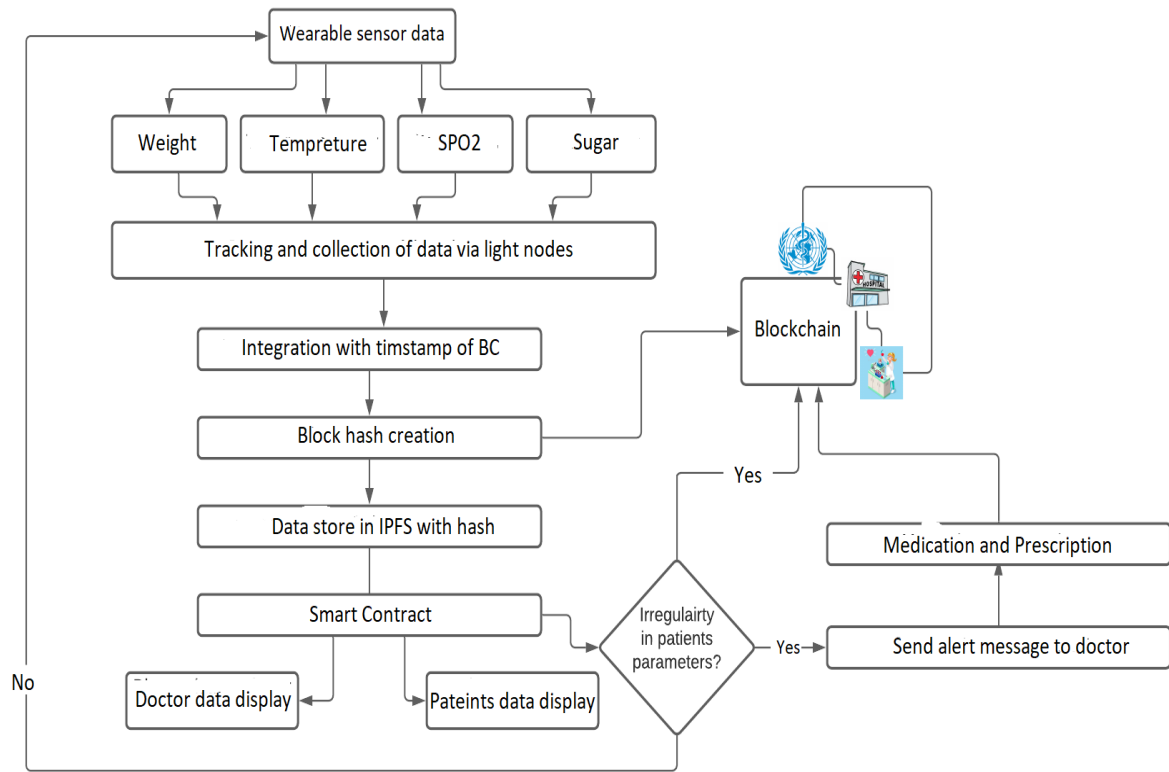 Wearable sensor data
Weight
Tempreture
SPO2
Sugar
Tracking and collection of data via light nodes
Integration with timstamp of BC
Blockchain
HOSPITAL
Block hash creation
Yes
Data store in IPFS with hash
Medication and Prescription
Smart Contract
Irregulairty
in patients
parameters?
Yes
Send alert message to doctor
No
Doctor data display
Pateints data display